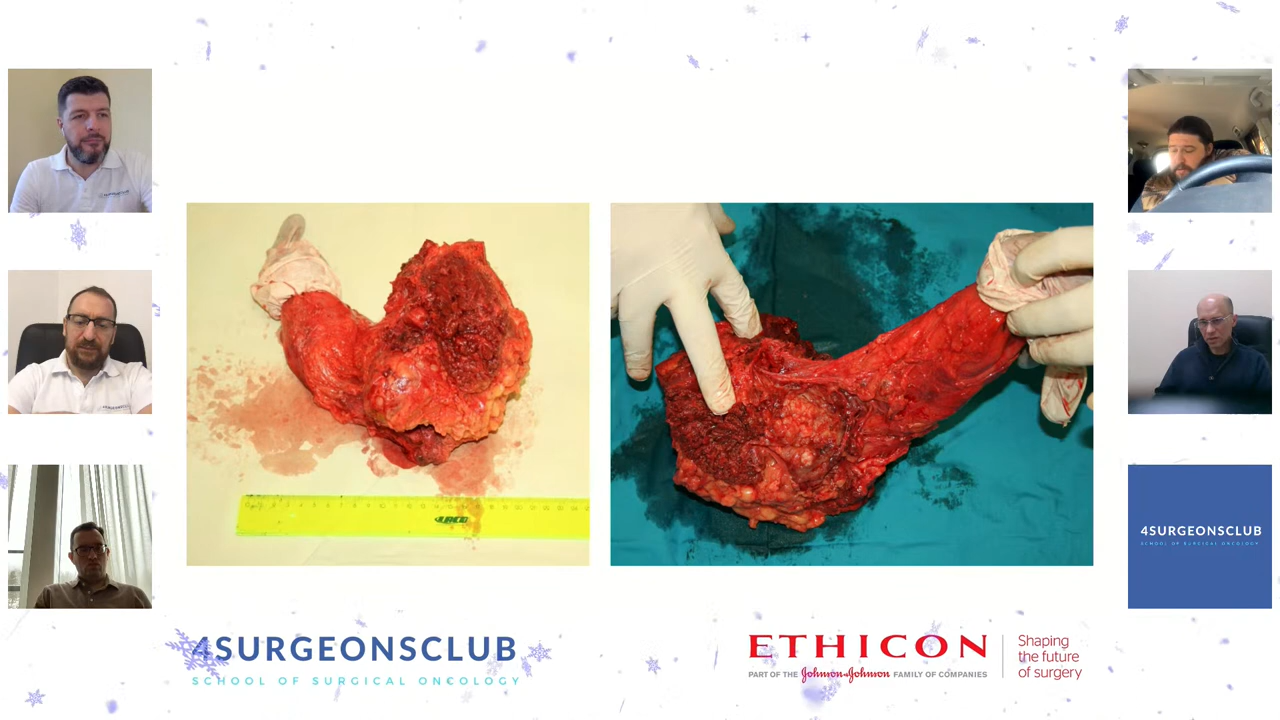 4SURGEONSCLUB
SCHOOL OF SURGICAL ONCOLOGY
ETHICON
PART OF THE Johnson & Johnson FAMILY OF COMPANIES
Shaping
the future
of surgery
4SURGEONSCLUB
SCHOOL OF SURGICAL ONCOLOGY